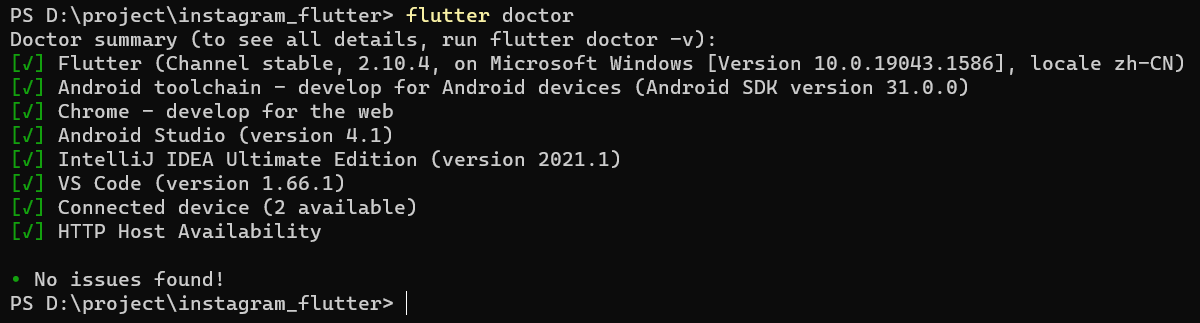 PS D:\project\instagram_flutter> flutter doctor
Doctor summary (to see all details, run flutter doctor -v):
[√] Flutter (Channel stable, 2.10.4, on Microsoft Windows [Version 10.0.19043.1586], locale zh-CN)
[√] Android toolchain - develop for Android devices (Android SDK version 31.0.0)
[√] Chrome - develop for the web
[√] Android Studio (version 4.1)
[√] IntelliJ IDEA Ultimate Edition (version 2021.1)
[√] VS Code (version 1.66.1)
[√] Connected device (2 available)
[√] HTTP Host Availability
• No issues found!
PS D:\project\instagram_flutter>